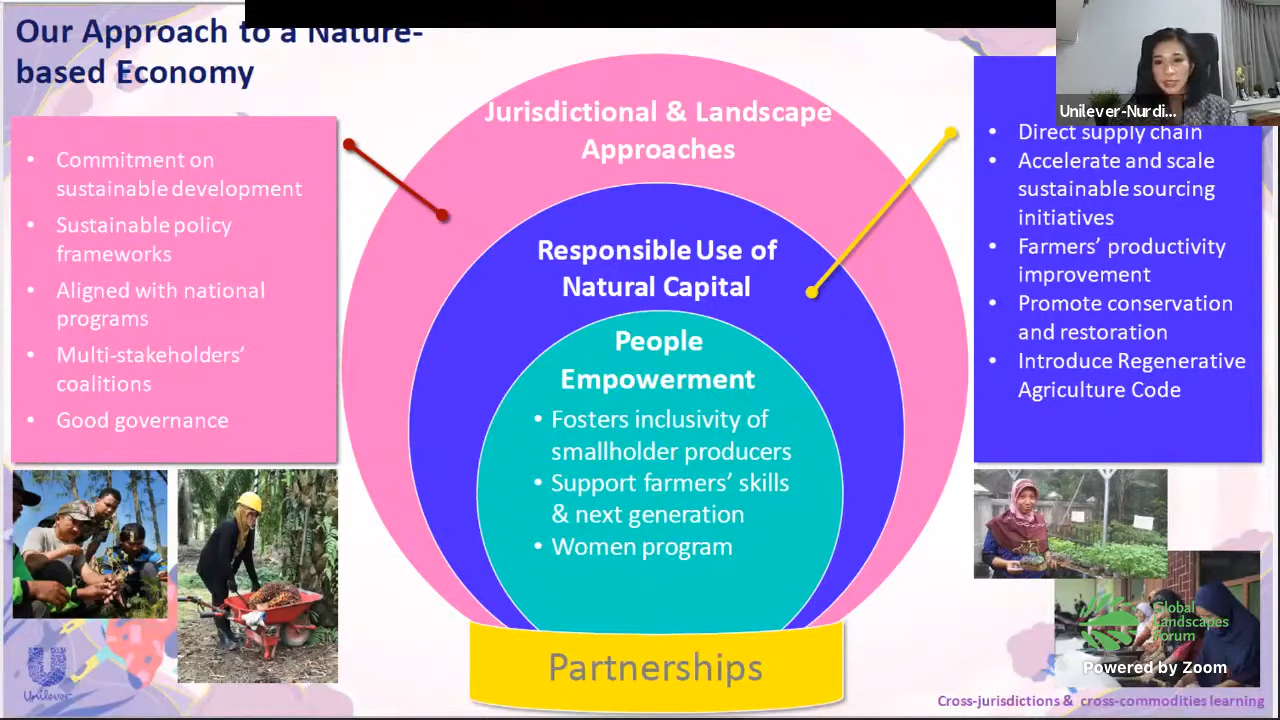 Our Approach to a Nature-
based Economy
Commitment on
sustainable development
Sustainable policy
frameworks
Aligned with national
programs
Multi-stakeholders'
coalitions
Good governance
Jurisdictional & Landscape
Approaches
Responsible Use of
Natural Capital
People
Empowerment
Fosters inclusivity of
smallholder producers
Support farmers' skills
& next generation
Women program
Partnerships
Unilever-Nurdi...
Direct supply chain
Accelerate and scale
sustainable sourcing
initiatives
Farmers' productivity
improvement
Promote conservation
and restoration
Introduce Regenerative
Agriculture Code
Unilever
Global
Landscapes
Forum
Powered by Zoom
Cross-jurisdictions & cross-commodities learning